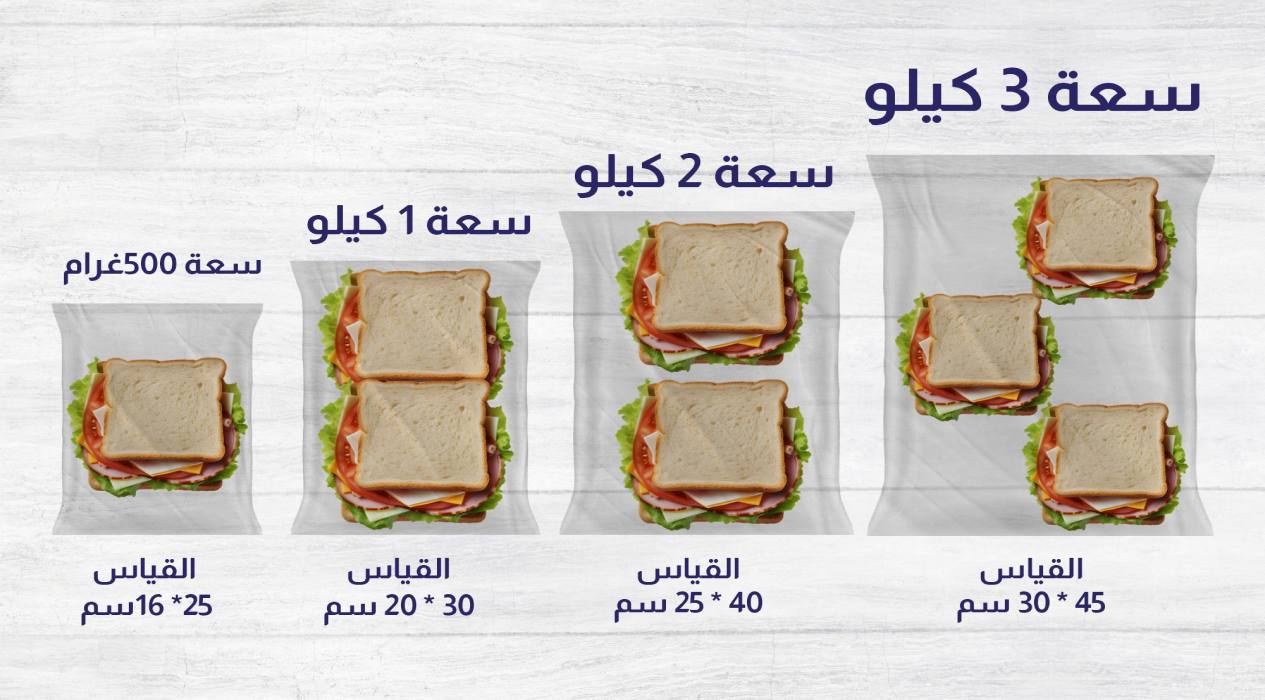 سعة 3 كيلو
سعة 2 كيلو
سعة 1 كيلو
سعة 500غرام
القياس
45 * 30 سم
القياس
40 * 25 سم
القياس
30 * 20 سم
القياس
25* 16سم